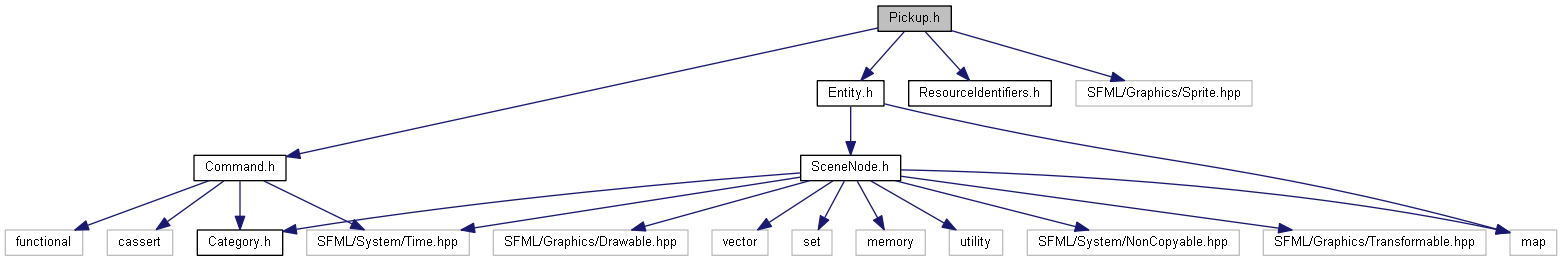 Pickup.h
Entity.h
ResourceIdentifiers.h
SFML/Graphics/Sprite.hpp
Command.h
SceneNode.h
functional
cassert
Category.h
SFML/System/Time.hpp
SFML/Graphics/Drawable.hpp
vector
set
memory
utility
SFML/System/NonCopyable.hpp
SFML/Graphics/Transformable.hpp
map